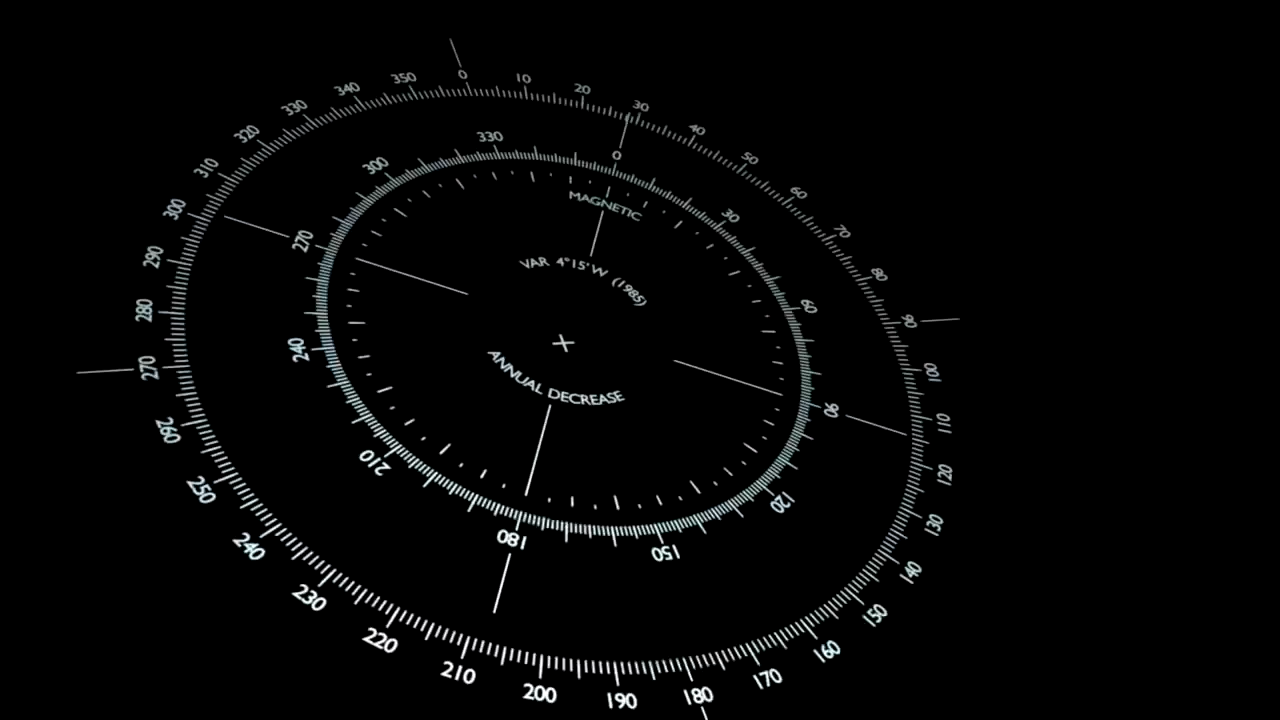 0 10 20 30 40 50 60 70 80 90 100 110 120 130 140 150 160 170 180 190 200 210 220 230 240 250 260 270 280 290 300 310 320 330 340 350
0 30 60 90 120 150 180 210 240 270 300 330
MAGNETIC
VAR 4°15'W (1985)
ANNUAL DECREASE